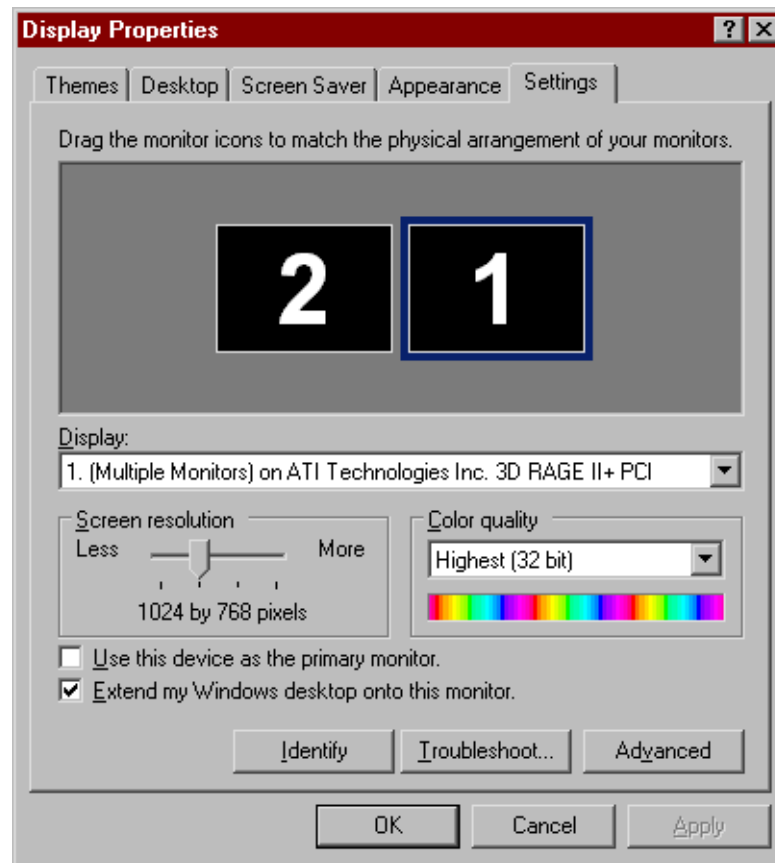 Display Properties
Themes Desktop Screen Saver Appearance Settings
Drag the monitor icons to match the physical arrangement of your monitors.
2 1
Display:
1. (Multiple Monitors) on ATI Technologies Inc. 3D RAGE II+ PCI
Screen resolution
Less More
1024 by 768 pixels
Color quality
Highest (32 bit)
Use this device as the primary monitor.
Extend my Windows desktop onto this monitor.
Identify Troubleshoot... Advanced
OK Cancel Apply